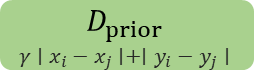 D_prior
γ | x_i − x_j |+| y_i − y_j |